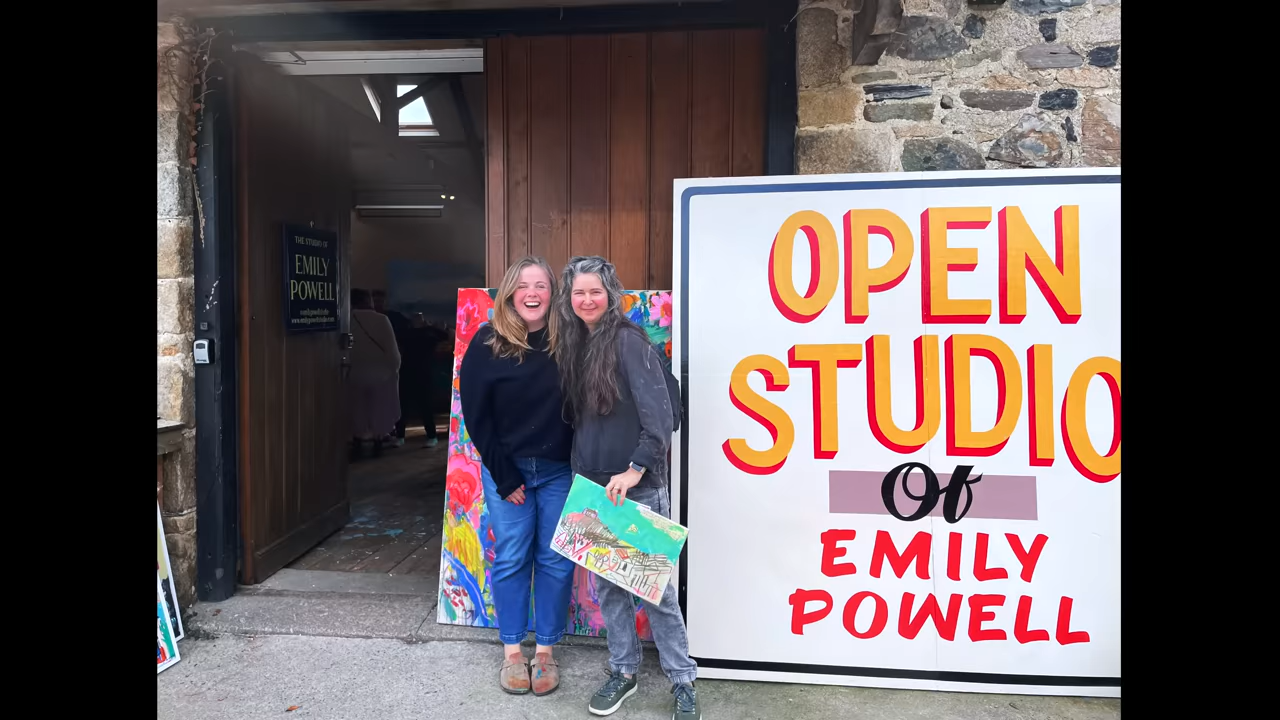 THE STUDIO OF
EMILY
POWELL
OPEN
STUDIO
Of
EMILY
POWELL